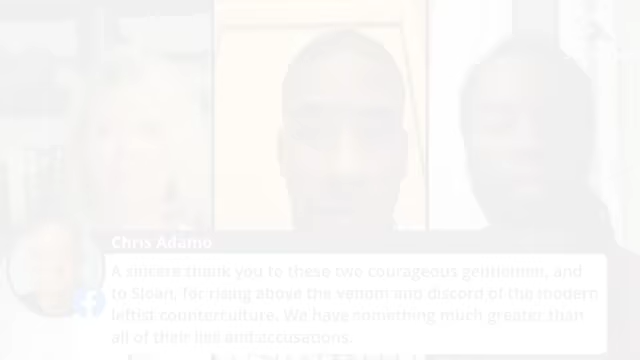 Chris Adamo
A sincere thank you to these two courageous gentlemen, and
to Sloan, for rising above the venom and discord of the modern
leftist counterculture. We have something much greater than
all of their lies and accusations.